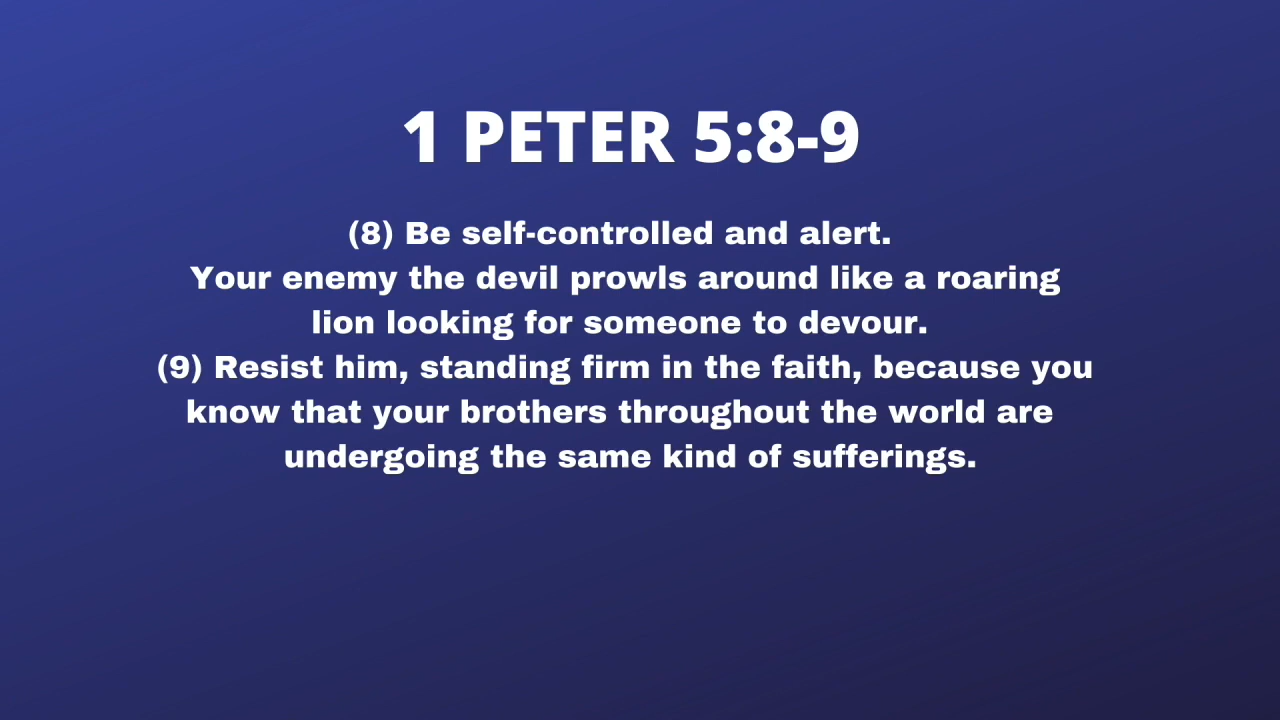 1 PETER 5:8-9
(8) Be self-controlled and alert.
Your enemy the devil prowls around like a roaring
lion looking for someone to devour.
(9) Resist him, standing firm in the faith, because you
know that your brothers throughout the world are
undergoing the same kind of sufferings.